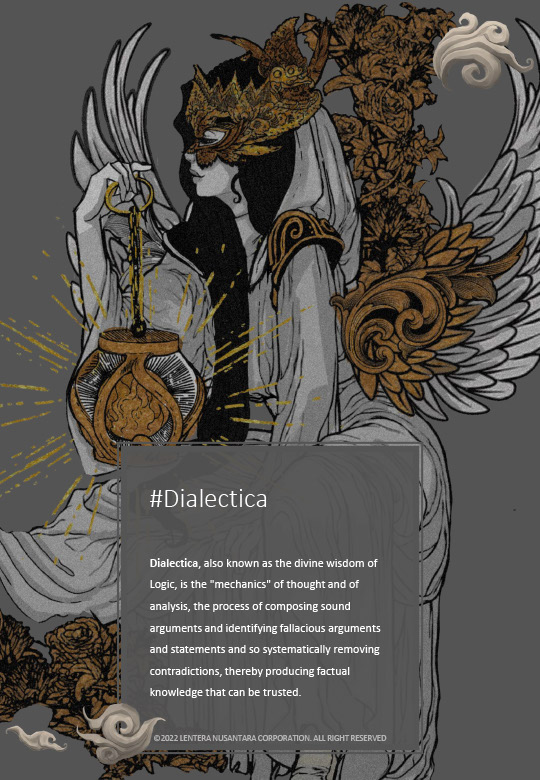 #Dialectica
Dialectica, also known as the divine wisdom of
Logic, is the "mechanics" of thought and of
analysis, the process of composing sound
arguments and identifying fallacious arguments
and statements and so systematically removing
contradictions, thereby producing factual
knowledge that can be trusted.
©2022 LENTERA NUSANTARA CORPORATION. ALL RIGHT RESERVED